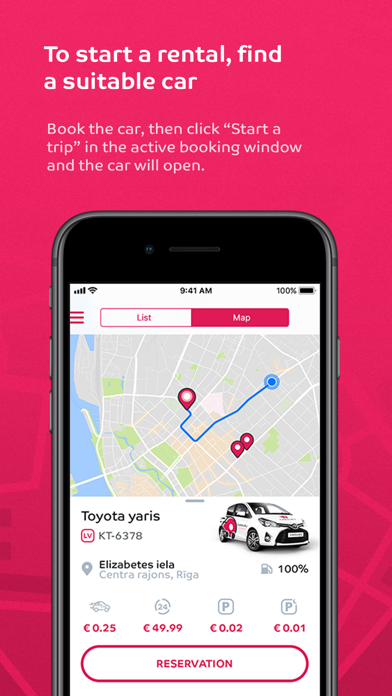 To start a rental, find
a suitable car
Book the car, then click “Start a
trip” in the active booking window
and the car will open.
9:41 AM
100%
List
Map
Toyota yaris
LV KT-6378
Elizabetes iela
Centra rajons, Rīga
100%
24
P
P
€ 0.25
€ 49.99
€ 0.02
€ 0.01
RESERVATION